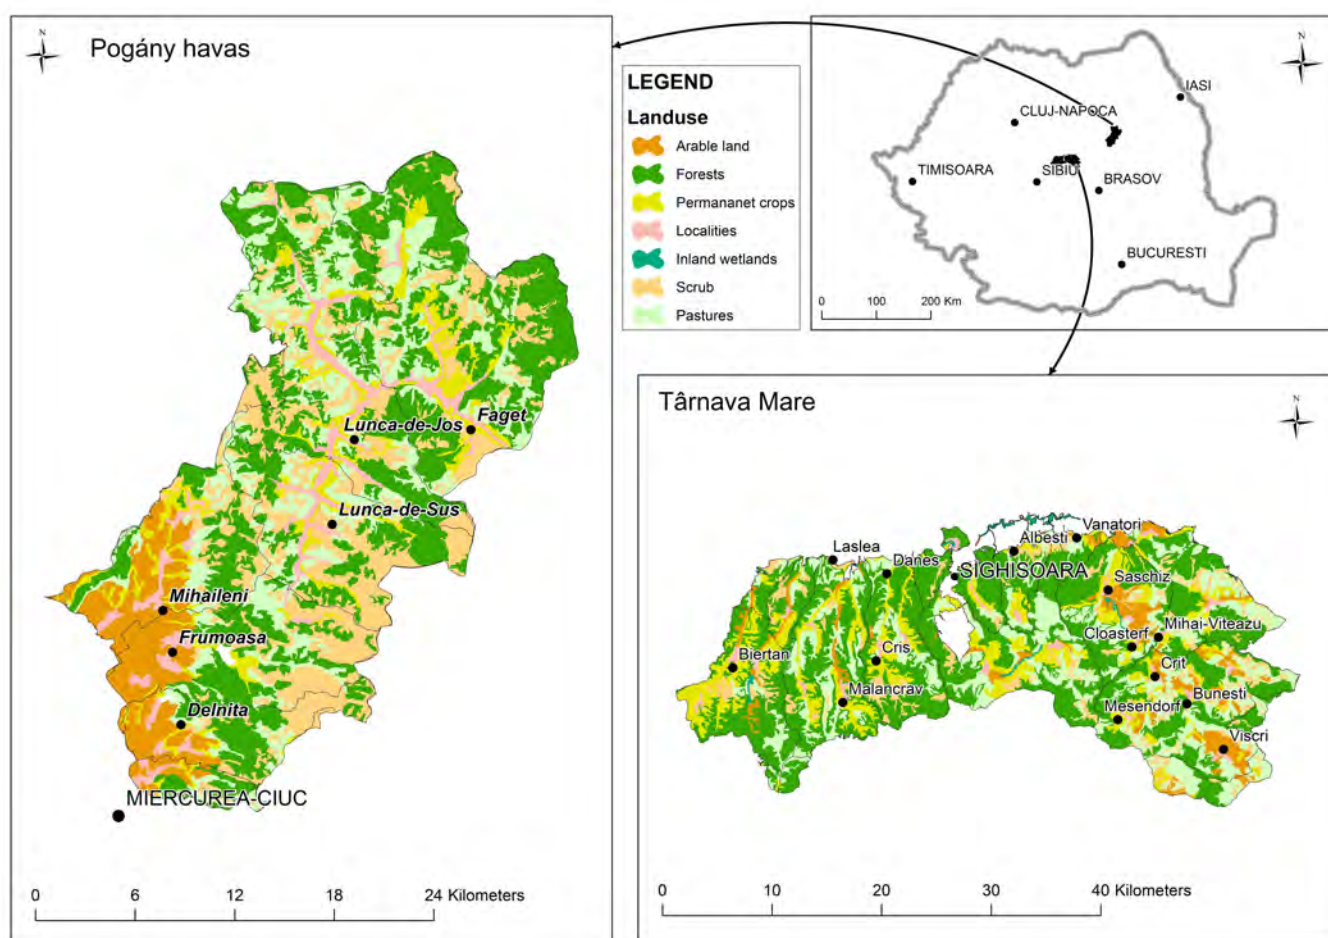 N
Pogány havas
Lunca-de-Jos
Faget
Lunca-de-Sus
Mihaileni
Frumoasa
Delnita
MIERCUREA-CIUC
0 6 12 18 24 Kilometers
LEGEND
Landuse
Arable land
Forests
Permananet crops
Localities
Inland wetlands
Scrub
Pastures
N
IASI
CLUJ-NAPOCA
TIMISOARA
SIBIU
BRASOV
BUCURESTI
0 100 200 Km
Târnava Mare
N
Vanatori
Albesti
Laslea
Danes
SIGHISOARA
Saschiz
Mihai-Viteazu
Cloasterf
Biertan
Cris
Crit
Malancrav
Bunesti
Mesendorf
Viscri
0 10 20 30 40 Kilometers